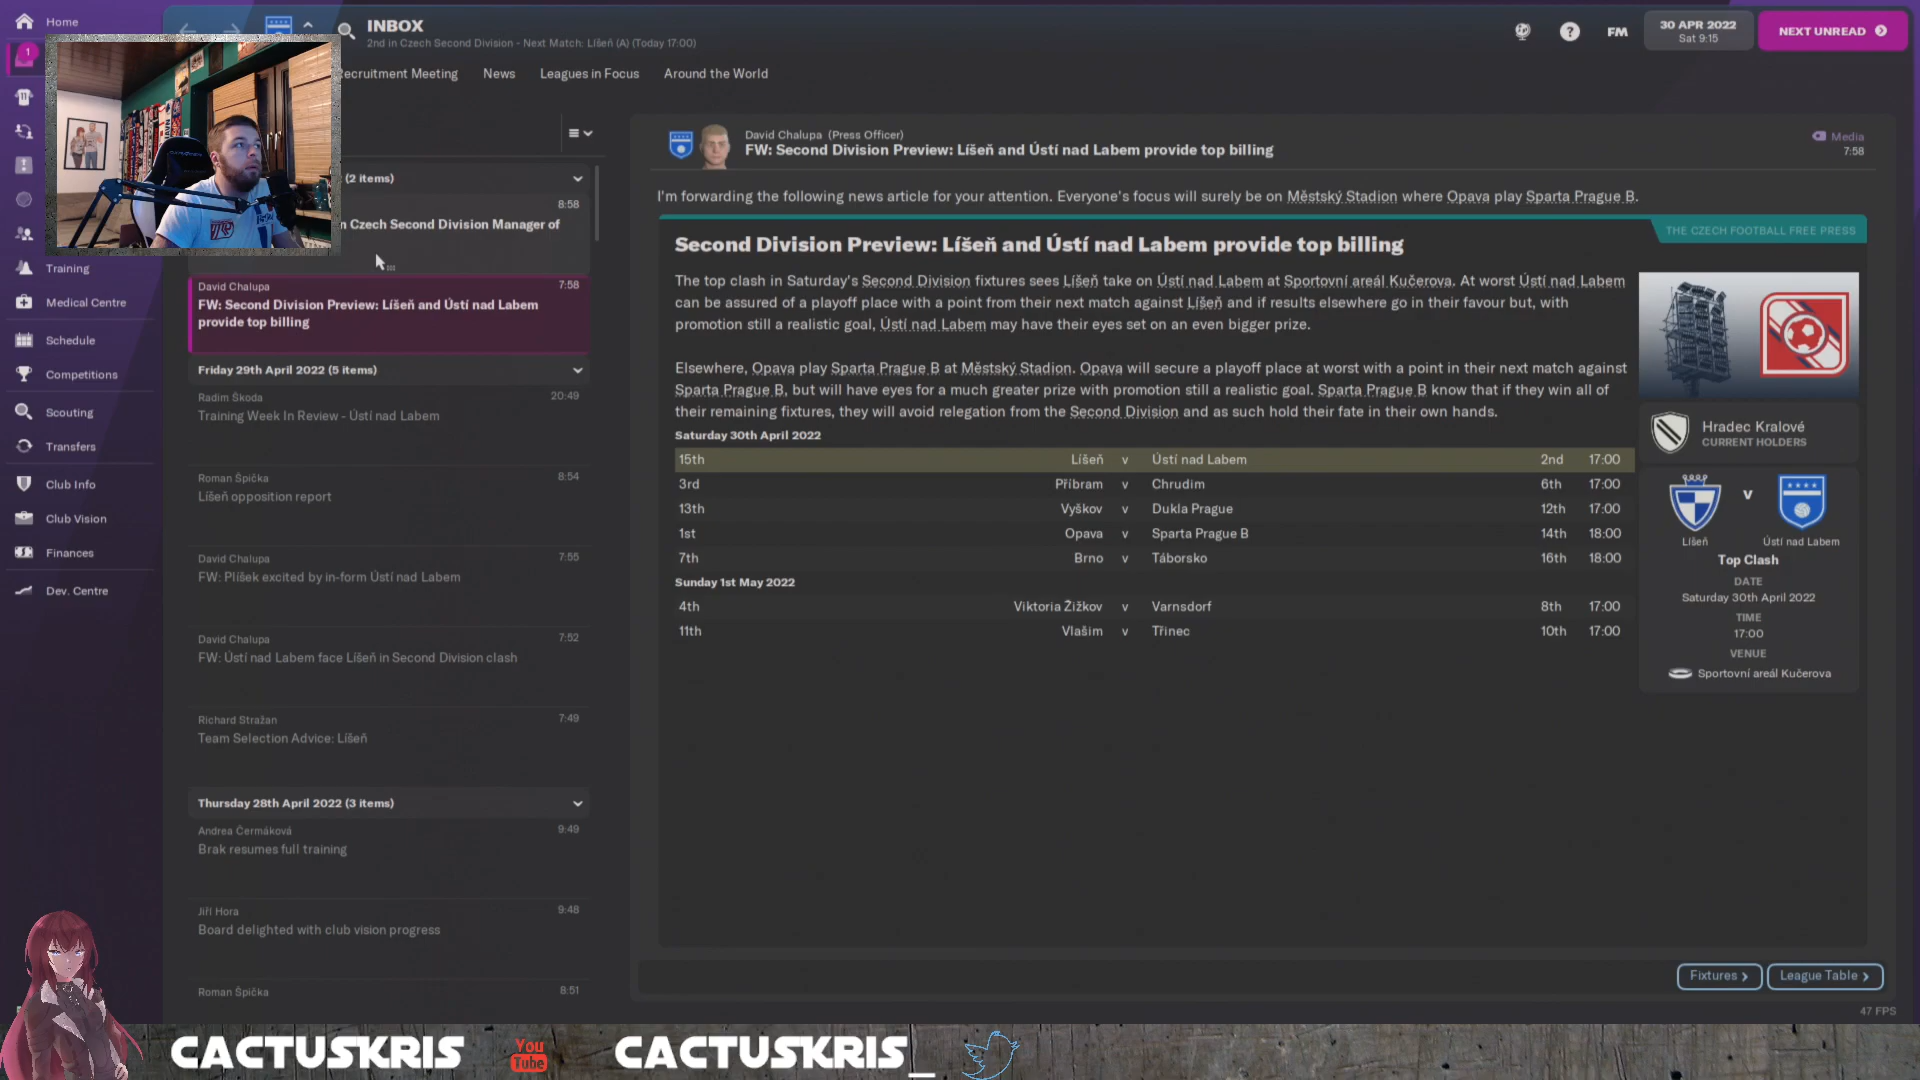 Home
INBOX
2nd in Czech Second Division - Next Match: Líšeň (A) (Today 17:00)
FM
30 APR 2022
Sat 9:15
NEXT UNREAD
1
Recruitment Meeting
News
Leagues in Focus
Around the World
(2 items)
8:58
n Czech Second Division Manager of
David Chalupa
7:58
FW: Second Division Preview: Líšeň and Ústí nad Labem
provide top billing
Friday 29th April 2022 (5 items)
Radim Škoda
20:49
Training Week In Review - Ústí nad Labem
Roman Špička
8:54
Líšeň opposition report
David Chalupa
7:55
FW: Plíšek excited by in-form Ústí nad Labem
David Chalupa
7:52
FW: Ústí nad Labem face Líšeň in Second Division clash
Richard Stražan
7:49
Team Selection Advice: Líšeň
Thursday 28th April 2022 (3 items)
Andrea Čermáková
9:49
Brak resumes full training
Jiří Hora
9:48
Board delighted with club vision progress
Roman Špička
8:51
Training
Medical Centre
Schedule
Competitions
Scouting
Transfers
Club Info
Club Vision
Finances
Dev. Centre
David Chalupa (Press Officer)
FW: Second Division Preview: Líšeň and Ústí nad Labem provide top billing
Media
7:58
I'm forwarding the following news article for your attention. Everyone's focus will surely be on Městský Stadion where Opava play Sparta Prague B.
THE CZECH FOOTBALL FREE PRESS
Second Division Preview: Líšeň and Ústí nad Labem provide top billing
The top clash in Saturday's Second Division fixtures sees Líšeň take on Ústí nad Labem at Sportovní areál Kučerova. At worst Ústí nad Labem
can be assured of a playoff place with a point from their next match against Líšeň and if results elsewhere go in their favour but, with
promotion still a realistic goal, Ústí nad Labem may have their eyes set on an even bigger prize.
Elsewhere, Opava play Sparta Prague B at Městský Stadion. Opava will secure a playoff place at worst with a point in their next match against
Sparta Prague B, but will have eyes for a much greater prize with promotion still a realistic goal. Sparta Prague B know that if they win all of
their remaining fixtures, they will avoid relegation from the Second Division and as such hold their fate in their own hands.
Saturday 30th April 2022
15th Líšeň v Ústí nad Labem 2nd 17:00
3rd Příbram v Chrudim 6th 17:00
13th Vyškov v Dukla Prague 12th 17:00
1st Opava v Sparta Prague B 14th 18:00
7th Brno v Táborsko 16th 18:00
Sunday 1st May 2022
4th Viktoria Žižkov v Varnsdorf 8th 17:00
11th Vlašim v Třinec 10th 17:00
Hradec Kralové
CURRENT HOLDERS
v
Líšeň
Ústí nad Labem
Top Clash
DATE
Saturday 30th April 2022
TIME
17:00
VENUE
Sportovní areál Kučerova
Fixtures
League Table
47 FPS
CACTUSKRIS
You
Tube
CACTUSKRIS_